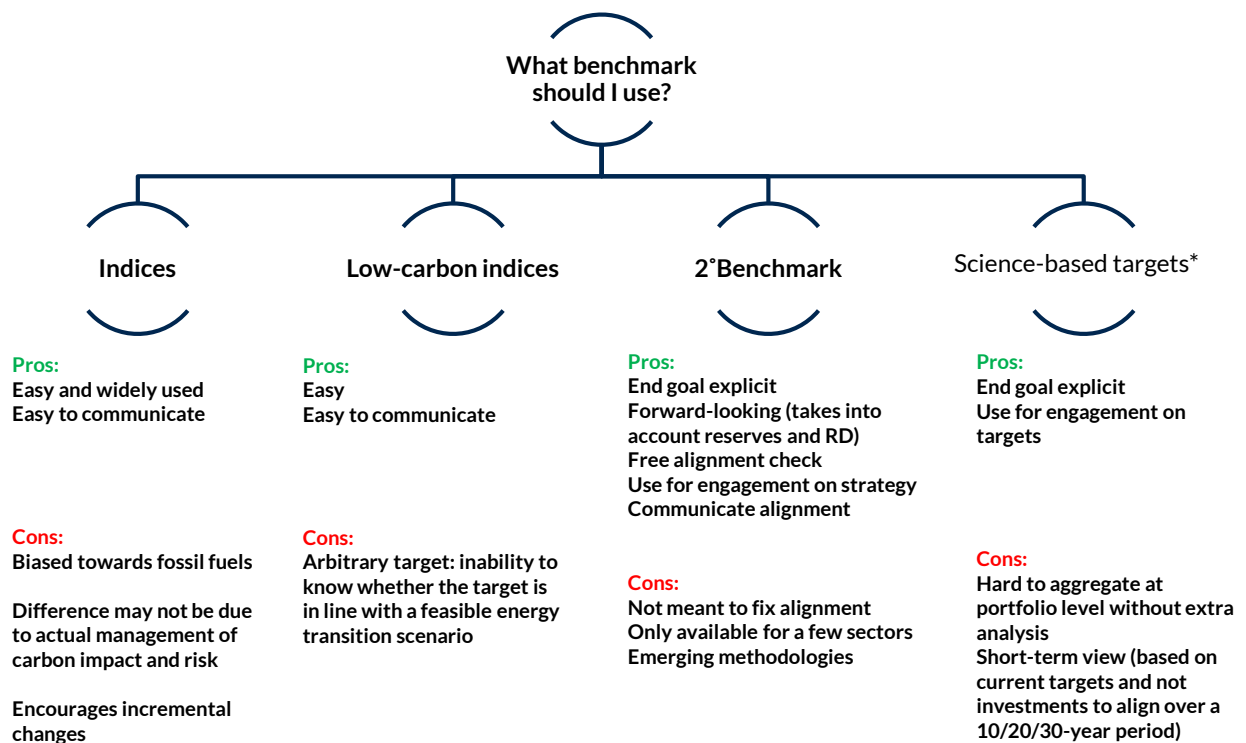 What benchmark
should I use?
Indices
Pros:
Easy and widely used
Easy to communicate
Cons:
Biased towards fossil fuels
Difference may not be due
to actual management of
carbon impact and risk
Encourages incremental
changes
Low-carbon indices
Pros:
Easy
Easy to communicate
Cons:
Arbitrary target: inability to
know whether the target is
in line with a feasible energy
transition scenario
2°Benchmark
Pros:
End goal explicit
Forward-looking (takes into
account reserves and RD)
Free alignment check
Use for engagement on strategy
Communicate alignment
Cons:
Not meant to fix alignment
Only available for a few sectors
Emerging methodologies
Science-based targets*
Pros:
End goal explicit
Use for engagement on
targets
Cons:
Hard to aggregate at
portfolio level without extra
analysis
Short-term view (based on
current targets and not
investments to align over a
10/20/30-year period)